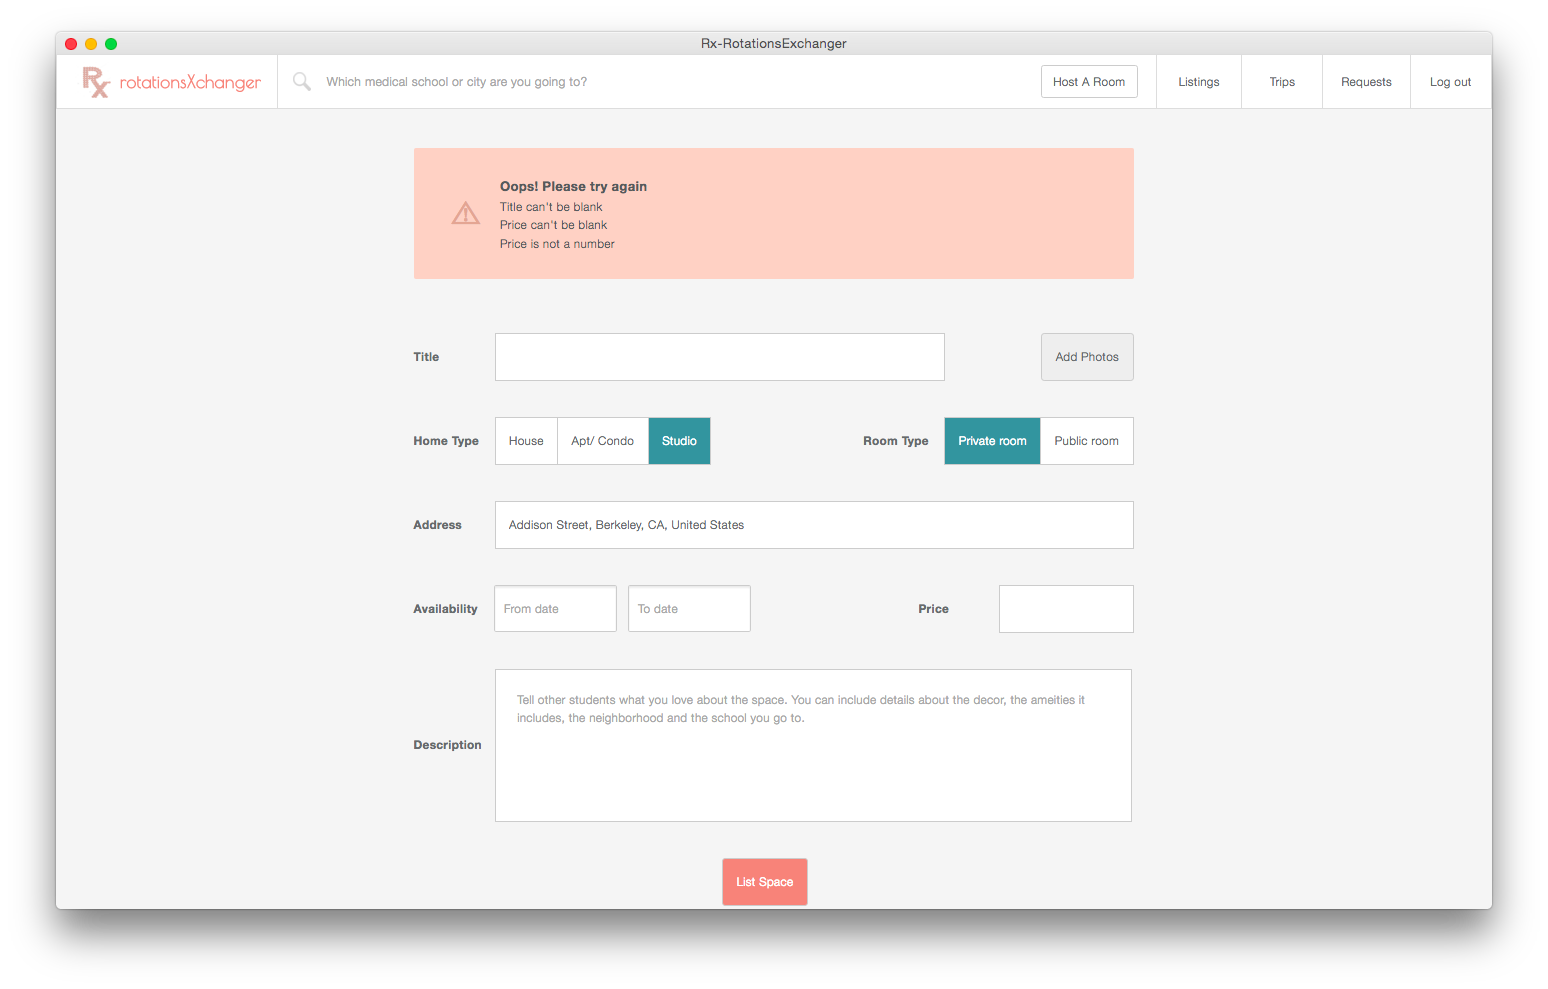 Rx-RotationsExchanger
Rx rotationsXchanger
Which medical school or city are you going to?
Host A Room
Listings
Trips
Requests
Log out
Oops! Please try again
Title can't be blank
Price can't be blank
Price is not a number
Title
Add Photos
Home Type
House
Apt/ Condo
Studio
Room Type
Private room
Public room
Address
Addison Street, Berkeley, CA, United States
Availability
From date
To date
Price
Description
Tell other students what you love about the space. You can include details about the decor, the ameities it
includes, the neighborhood and the school you go to.
List Space